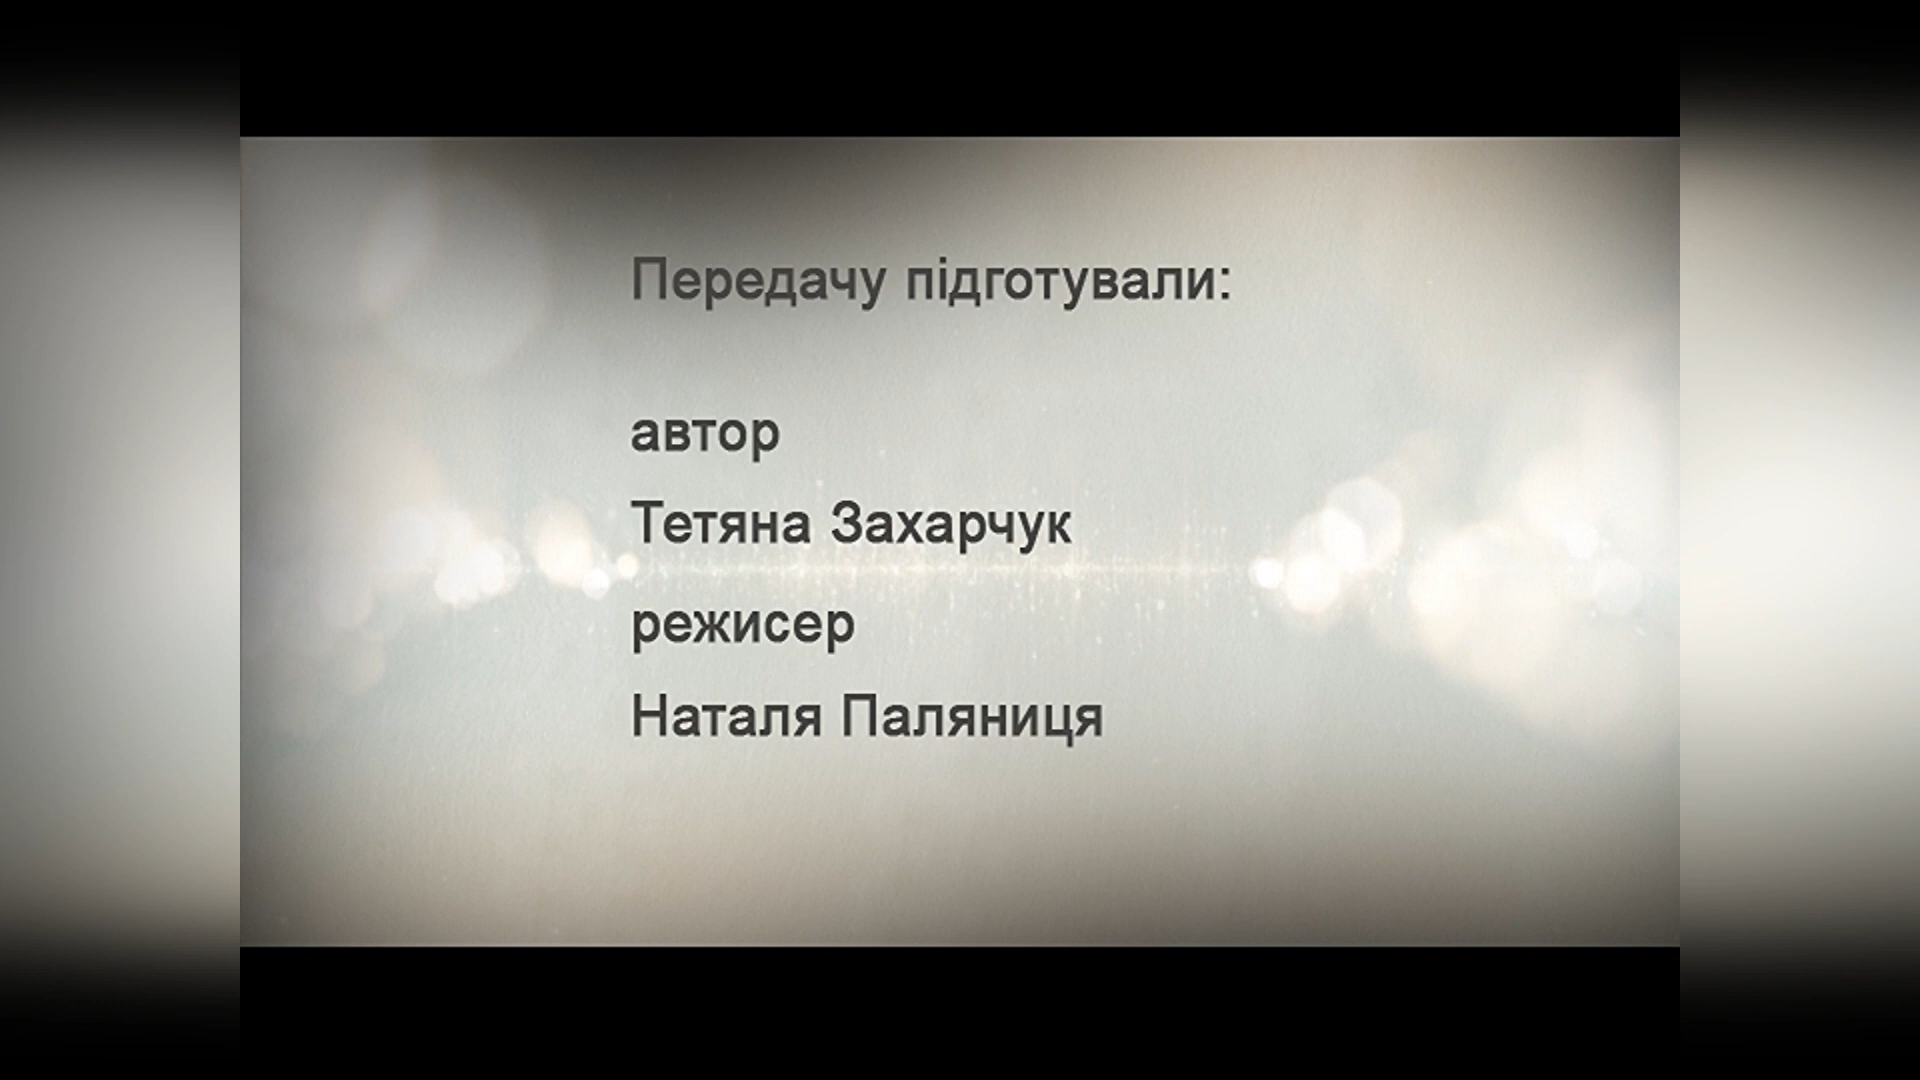 Передачу підготували:
автор
Тетяна Захарчук
режисер
Наталя Паляниця